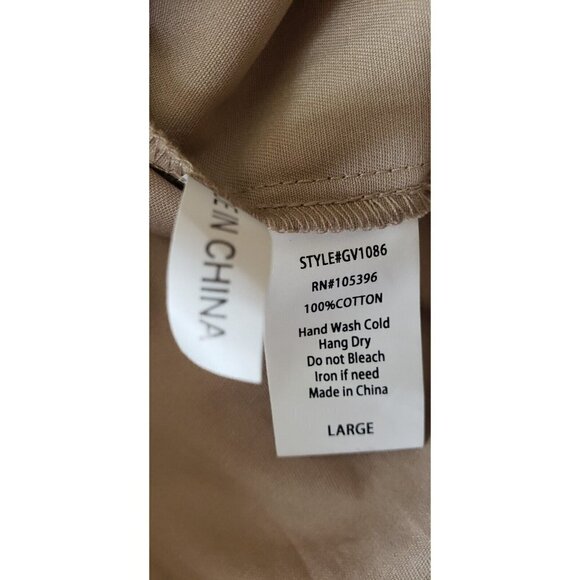 E IN CHINA
STYLE#GV1086
RN#105396
100%COTTON
Hand Wash Cold
Hang Dry
Do not Bleach
Iron if need
Made in China
LARGE